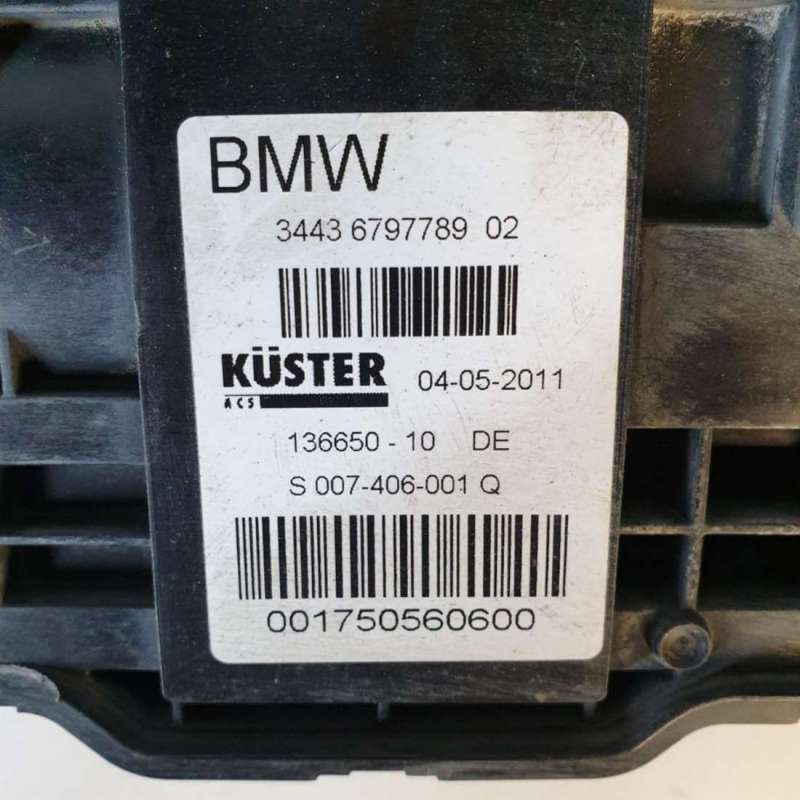 BMW
3443 6797789 02
KÜSTER 04-05-2011
ACS
136650 - 10 DE
S 007-406-001 Q
001750560600